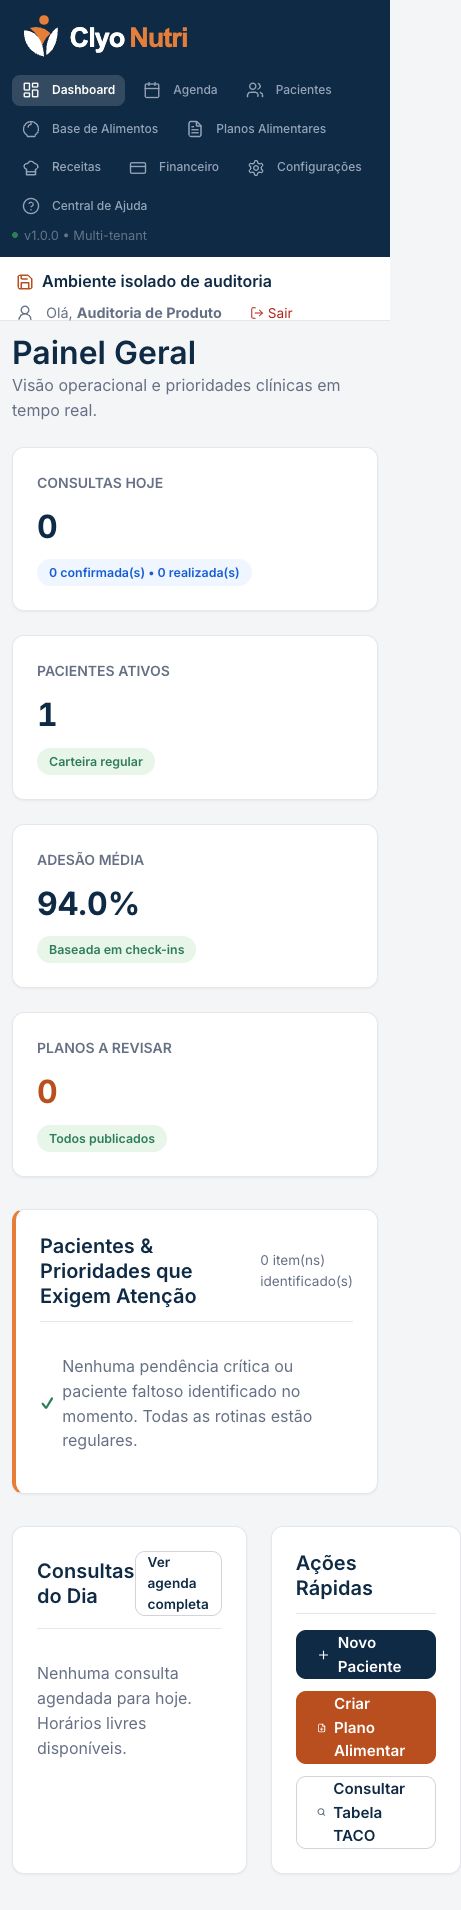 Clyo Nutri
Dashboard
Agenda
Pacientes
Base de Alimentos
Planos Alimentares
Receitas
Financeiro
Configurações
Central de Ajuda
v1.0.0 • Multi-tenant
Ambiente isolado de auditoria
Olá, Auditoria de Produto
Sair
Painel Geral
Visão operacional e prioridades clínicas em
tempo real.
CONSULTAS HOJE
0
0 confirmada(s) • 0 realizada(s)
PACIENTES ATIVOS
1
Carteira regular
ADESÃO MÉDIA
94.0%
Baseada em check-ins
PLANOS A REVISAR
0
Todos publicados
Pacientes &
Prioridades que
Exigem Atenção
0 item(ns)
identificado(s)
Nenhuma pendência crítica ou
paciente faltoso identificado no
momento. Todas as rotinas estão
regulares.
Consultas
do Dia
Ver
agenda
completa
Nenhuma consulta
agendada para hoje.
Horários livres
disponíveis.
Ações
Rápidas
Novo
Paciente
Criar
Plano
Alimentar
Consultar
Tabela
TACO